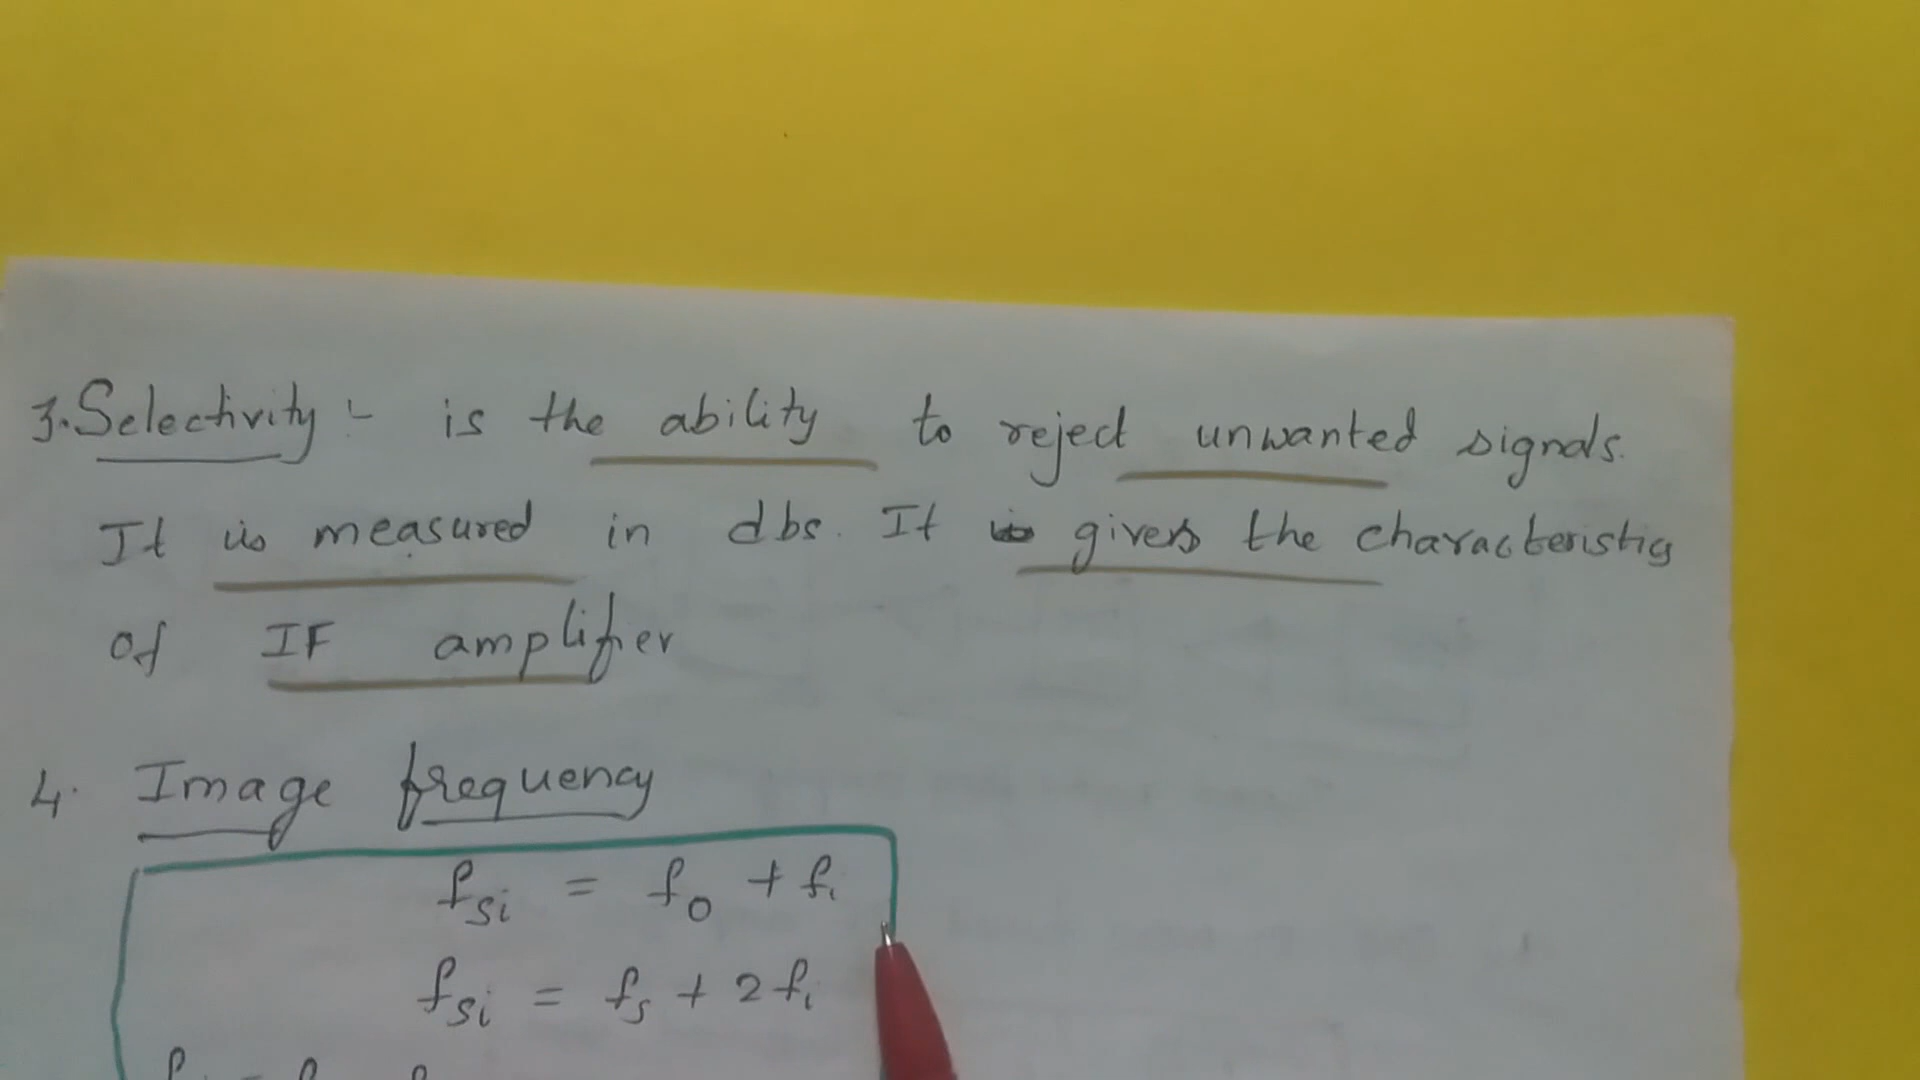 3. Selectivity :- is the ability to reject unwanted signals.
It is measured in dbs. It gives the characteristics
of IF amplifier
4. Image frequency
fsi = fo + fi
fsi = fs + 2fi